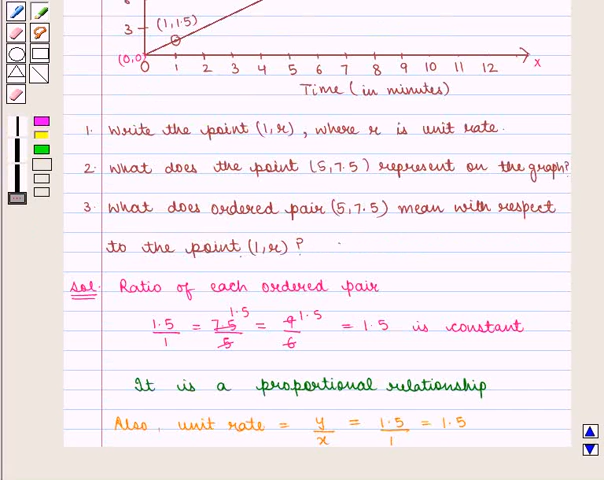 (1, 1.5)
3
(0,0)
0 1 2 3 4 5 6 7 8 9 10 11 12 x
Time (in minutes)
1. Write the point (1, r), where r is unit rate.
2. What does the point (5, 7.5) represent on the graph?
3. What does ordered pair (5, 7.5) mean with respect
to the point (1, r) ?
Sol. Ratio of each ordered pair
1.5/1 = 7.5/5 1.5 = 9/6 1.5 = 1.5 is constant
It is a proportional relationship
Also, unit rate = y/x = 1.5/1 = 1.5